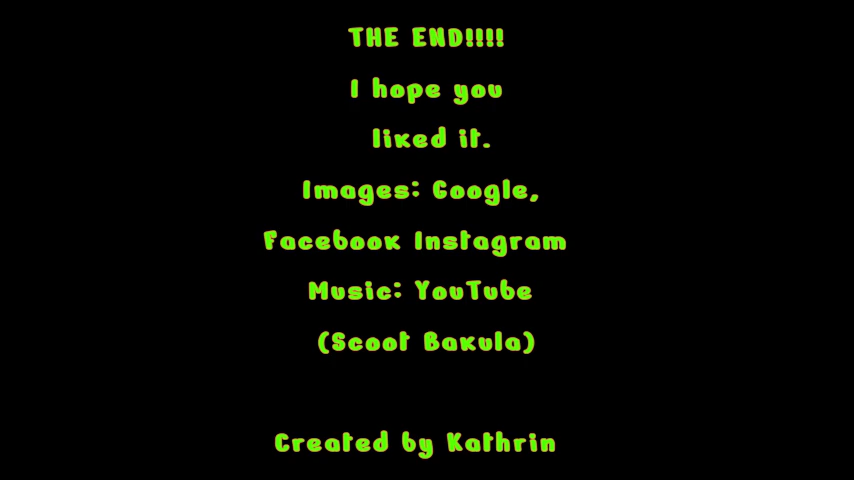 THE END!!!!
I hope you
liked it.
Images: Google,
Facebook Instagram
Music: YouTube
(Scoot Bakula)
Created by Kathrin